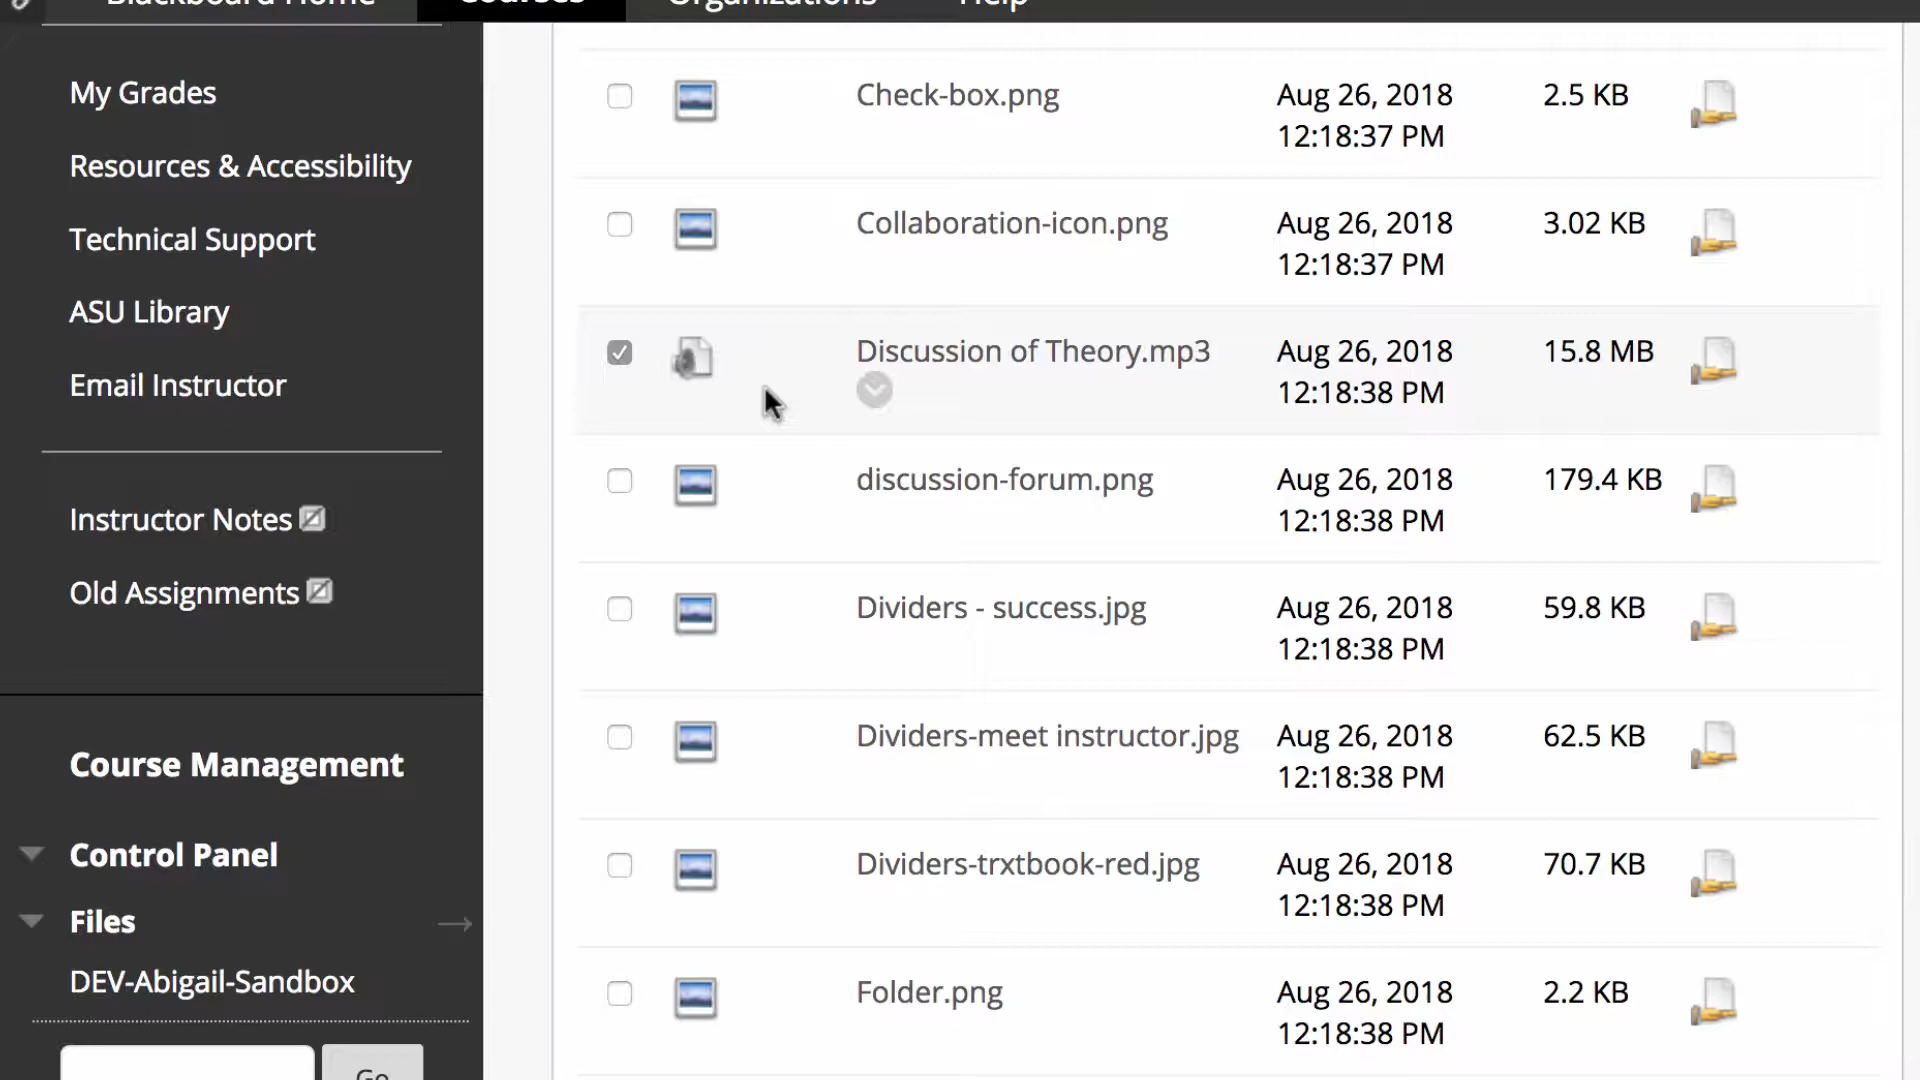 Blackboard Home
Courses
Organizations
Help
My Grades
Resources & Accessibility
Technical Support
ASU Library
Email Instructor
Instructor Notes
Old Assignments
Course Management
Control Panel
Files
DEV-Abigail-Sandbox
Go
Check-box.png
Aug 26, 2018
12:18:37 PM
2.5 KB
Collaboration-icon.png
Aug 26, 2018
12:18:37 PM
3.02 KB
Discussion of Theory.mp3
Aug 26, 2018
12:18:38 PM
15.8 MB
discussion-forum.png
Aug 26, 2018
12:18:38 PM
179.4 KB
Dividers - success.jpg
Aug 26, 2018
12:18:38 PM
59.8 KB
Dividers-meet instructor.jpg
Aug 26, 2018
12:18:38 PM
62.5 KB
Dividers-trxtbook-red.jpg
Aug 26, 2018
12:18:38 PM
70.7 KB
Folder.png
Aug 26, 2018
12:18:38 PM
2.2 KB